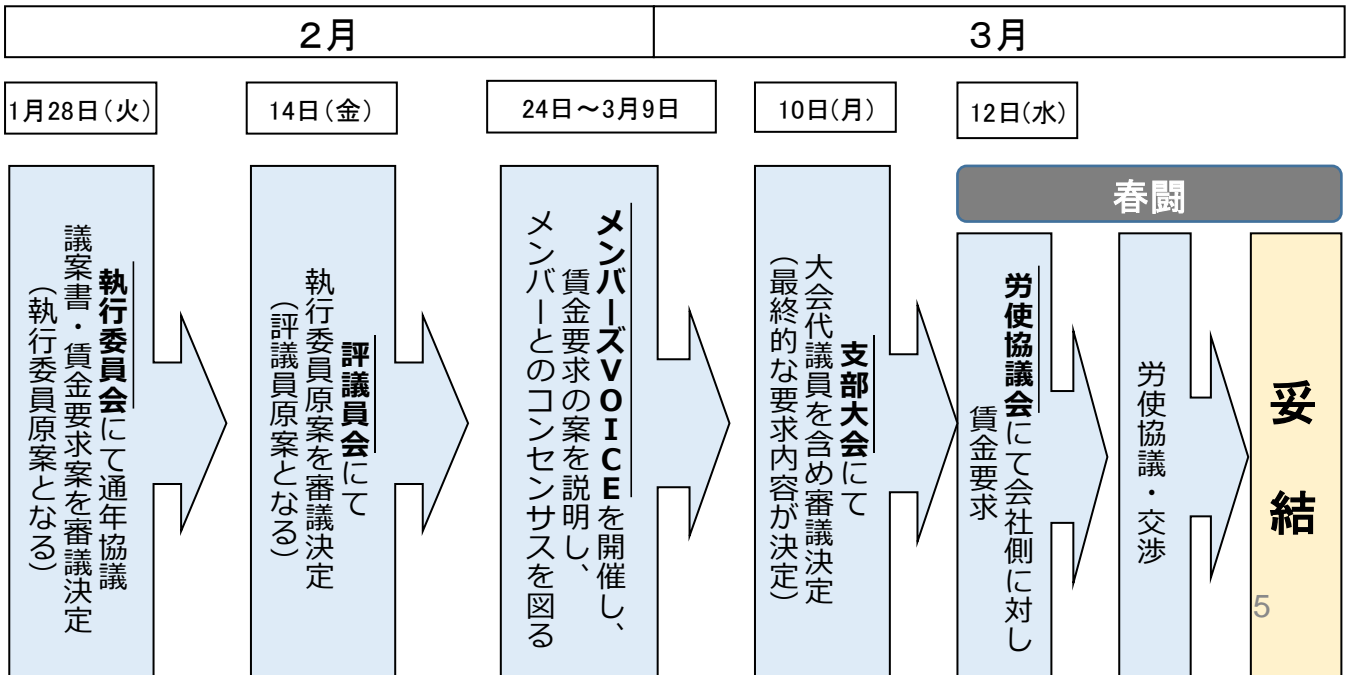 ２月
３月
1月28日（火）
14日（金）
24日～3月9日
10日（月）
12日（水）
春闘
執行委員会にて通年協議
議案書・賃金要求案を審議決定
（執行委員原案となる）
評議員会にて
執行委員原案を審議決定
（評議員原案となる）
メンバーズＶＯＩＣＥを開催し、
賃金要求の案を説明し、
メンバーとのコンセンサスを図る
支部大会にて
大会代議員を含め審議決定
（最終的な要求内容が決定）
労使協議会にて会社側に対し
賃金要求
労使協議・交渉
妥結
5